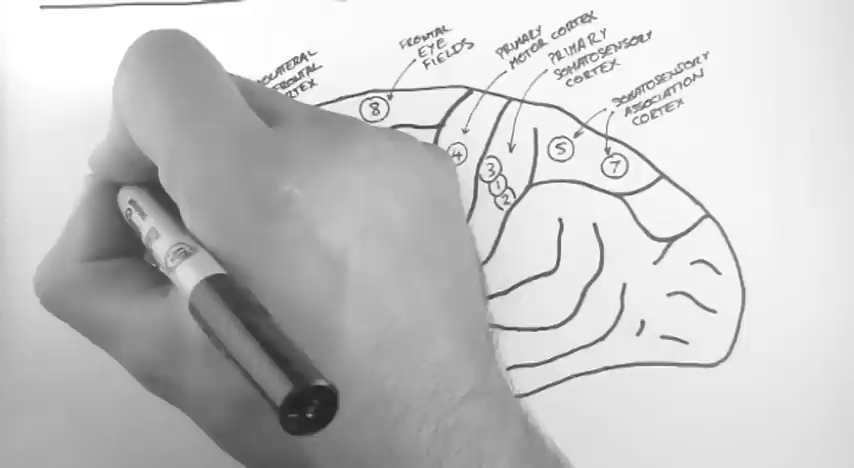 FRONTAL
EYE
FIELDS
PRIMARY
MOTOR CORTEX
PRIMARY
SOMATOSENSORY
CORTEX
SOMATOSENSORY
ASSOCIATION
CORTEX
8
4
3
1
2
5
7